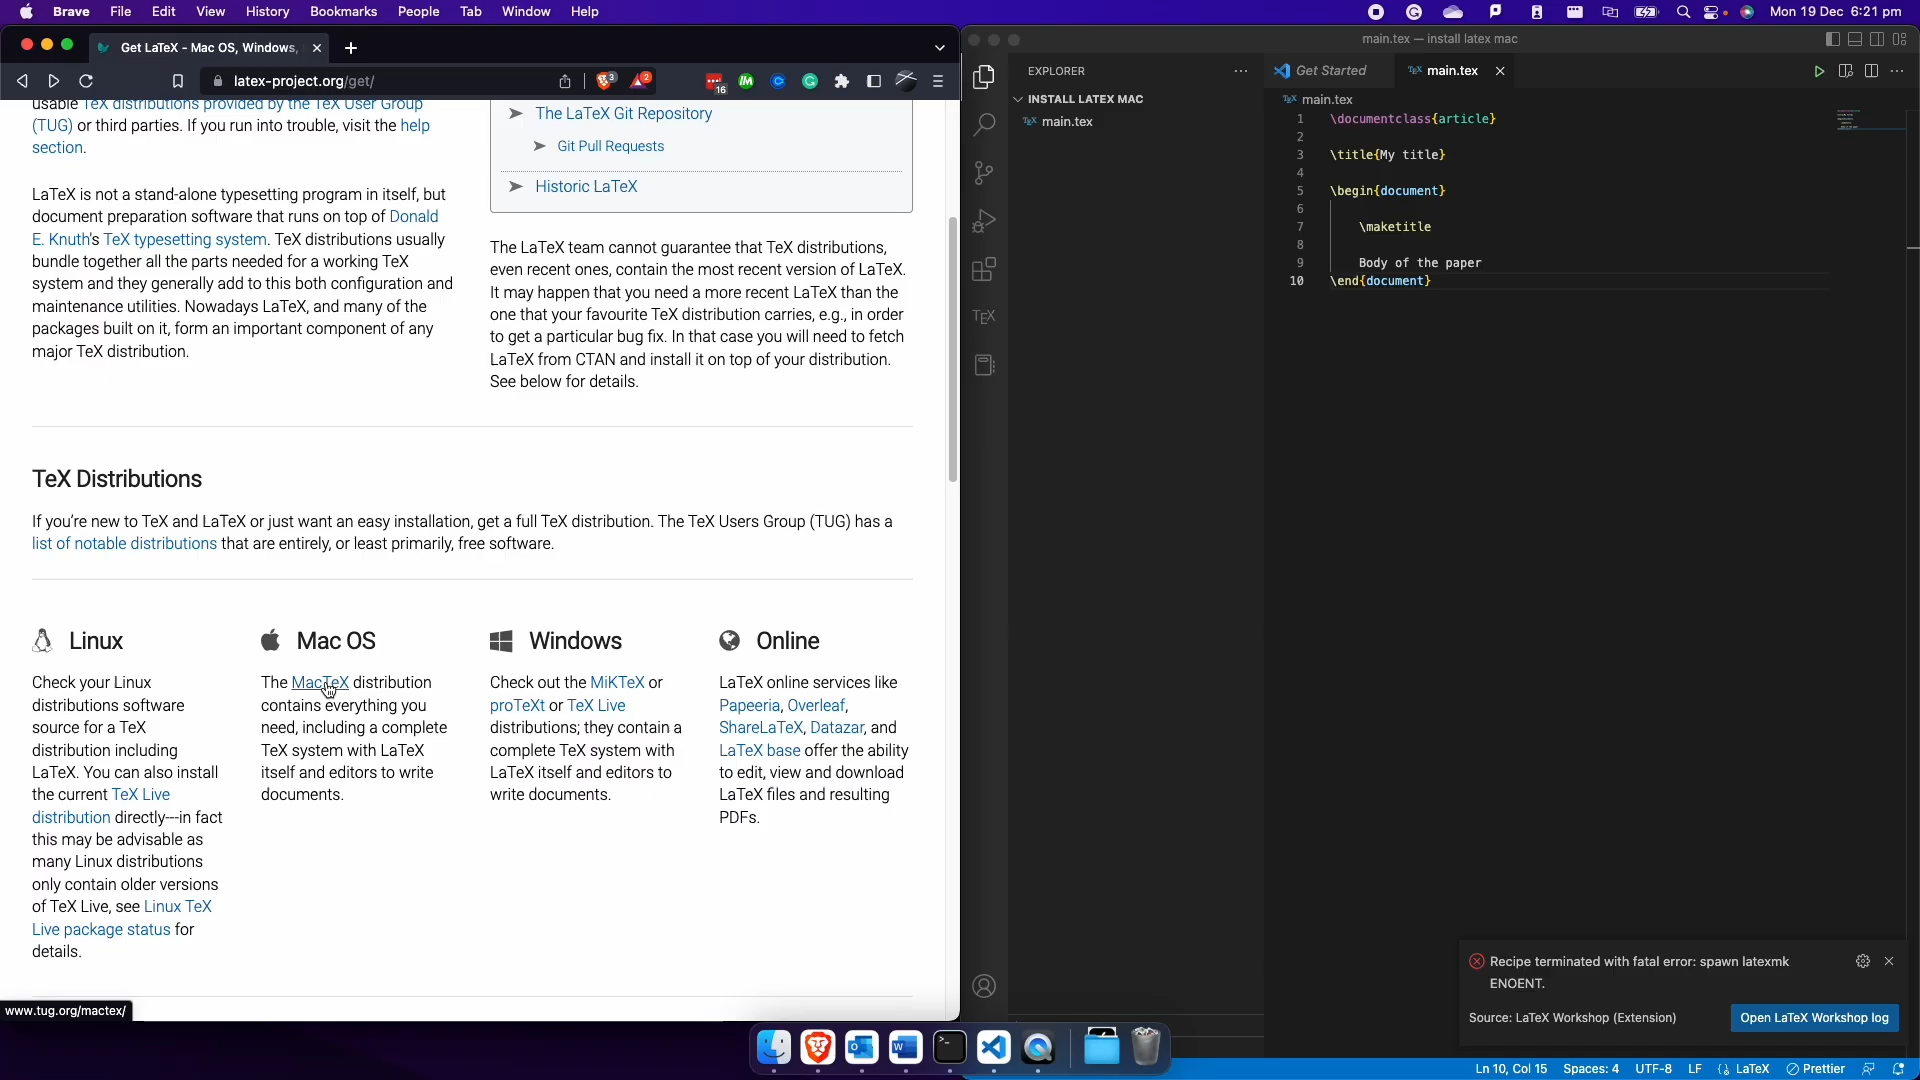 Brave File Edit View History Bookmarks People Tab Window Help
Mon 19 Dec 6:21 pm
Get LaTeX - Mac OS, Windows,
latex-project.org/get/
3
2
16
usable TeX distributions provided by the TeX User Group
(TUG) or third parties. If you run into trouble, visit the help
section.
LaTeX is not a stand-alone typesetting program in itself, but
document preparation software that runs on top of Donald
E. Knuth's TeX typesetting system. TeX distributions usually
bundle together all the parts needed for a working TeX
system and they generally add to this both configuration and
maintenance utilities. Nowadays LaTeX, and many of the
packages built on it, form an important component of any
major TeX distribution.
The LaTeX Git Repository
Git Pull Requests
Historic LaTeX
The LaTeX team cannot guarantee that TeX distributions,
even recent ones, contain the most recent version of LaTeX.
It may happen that you need a more recent LaTeX than the
one that your favourite TeX distribution carries, e.g., in order
to get a particular bug fix. In that case you will need to fetch
LaTeX from CTAN and install it on top of your distribution.
See below for details.
TeX Distributions
If you're new to TeX and LaTeX or just want an easy installation, get a full TeX distribution. The TeX Users Group (TUG) has a
list of notable distributions that are entirely, or least primarily, free software.
Linux
Check your Linux
distributions software
source for a TeX
distribution including
LaTeX. You can also install
the current TeX Live
distribution directly---in fact
this may be advisable as
many Linux distributions
only contain older versions
of TeX Live, see Linux TeX
Live package status for
details.
Mac OS
The MacTeX distribution
contains everything you
need, including a complete
TeX system with LaTeX
itself and editors to write
documents.
Windows
Check out the MiKTeX or
proTeXt or TeX Live
distributions; they contain a
complete TeX system with
LaTeX itself and editors to
write documents.
Online
LaTeX online services like
Papeeria, Overleaf,
ShareLaTeX, Datazar, and
LaTeX base offer the ability
to edit, view and download
LaTeX files and resulting
PDFs.
www.tug.org/mactex/
main.tex — install latex mac
EXPLORER
INSTALL LATEX MAC
TEX main.tex
TEX
Get Started
TEX main.tex
TEX main.tex
1 \documentclass{article}
2
3 \title{My title}
4
5 \begin{document}
6
7 \maketitle
8
9 Body of the paper
10 \end{document}
Recipe terminated with fatal error: spawn latexmk
ENOENT.
Source: LaTeX Workshop (Extension)
Open LaTeX Workshop log
Ln 10, Col 15 Spaces: 4 UTF-8 LF {} LaTeX Prettier